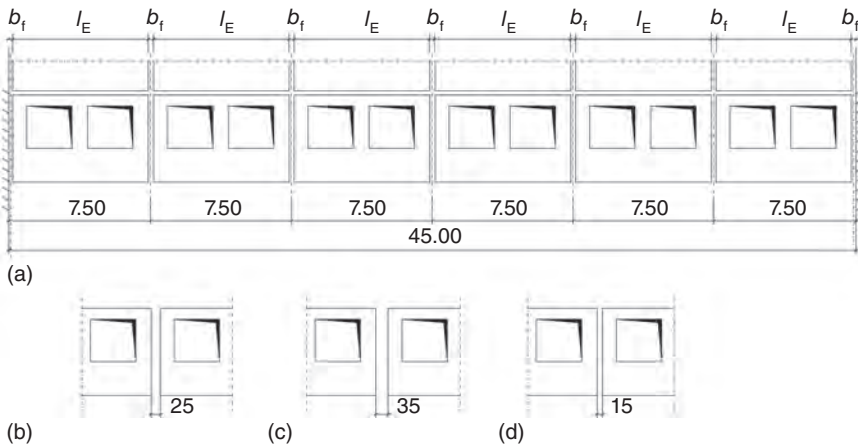 b_f l_E b_f l_E b_f l_E b_f l_E b_f l_E b_f l_E b_f
7.50 7.50 7.50 7.50 7.50 7.50
45.00
(a)
25 35 15
(b) (c) (d)